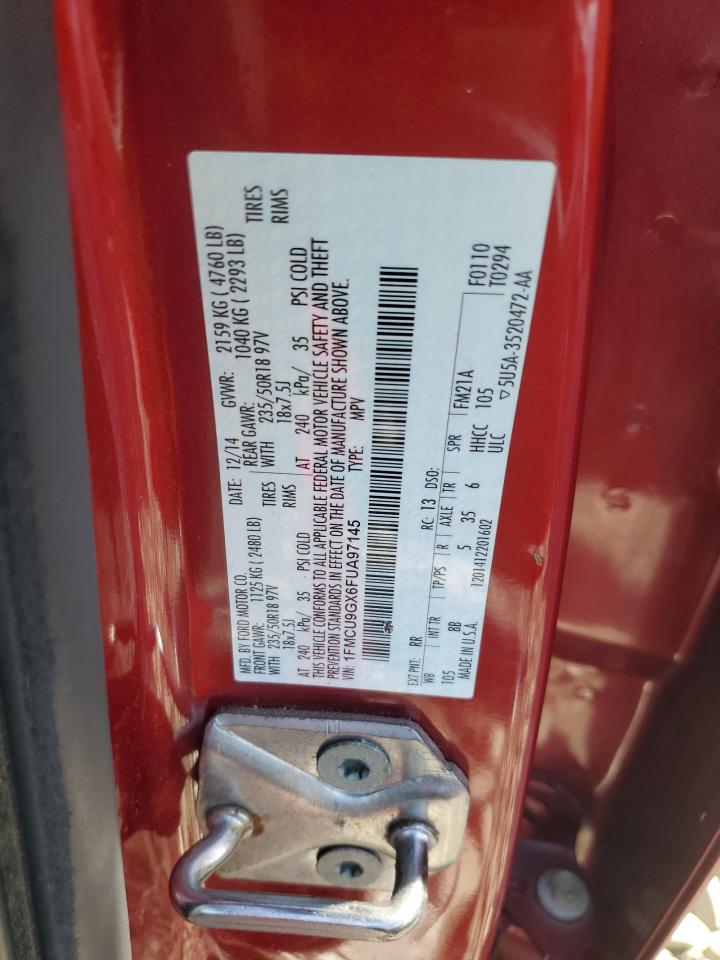 MFD. BY FORD MOTOR CO. DATE: 12/14 GVWR: 2159 KG ( 4760 LB)
FRONT GAWR: 1125 KG ( 2480 LB) REAR GAWR: 1040 KG ( 2293 LB)
WITH 235/50R18 97V TIRES WITH 235/50R18 97V TIRES
18x7.5J RIMS 18x7.5J RIMS
AT 240 kPa/ 35 PSI COLD AT 240 kPa/ 35 PSI COLD
THIS VEHICLE CONFORMS TO ALL APPLICABLE FEDERAL MOTOR VEHICLE SAFETY AND THEFT
PREVENTION STANDARDS IN EFFECT ON THE DATE OF MANUFACTURE SHOWN ABOVE.
VIN: 1FMCU9GX6FUA97145 TYPE: MPV
EXT PNT: RR RC: 13 DSO: FM21A F0110
WB INT TR TP/PS R AXLE TR SPR T0294
105 8B 5 35 6 HHCC 105
MADE IN U.S.A. 1201412201602 ULC ▽5U5A-3520472-AA